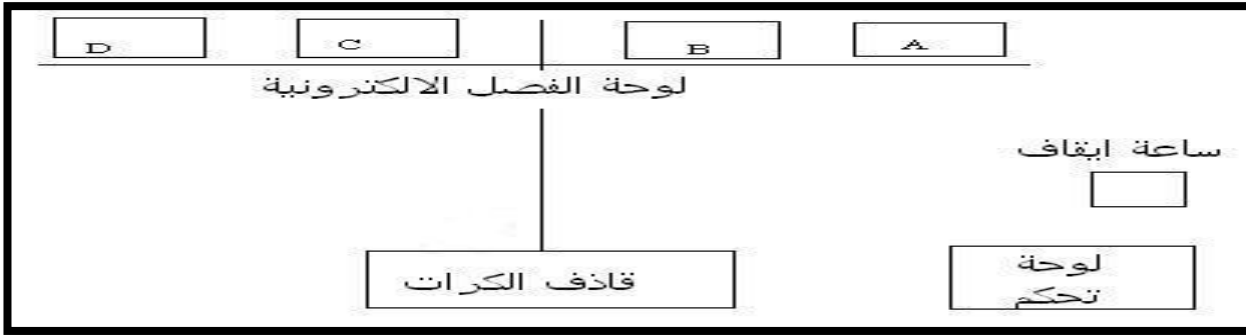 D C B A
لوحة الفصل الالكترونية
ساعة ايقاف
قاذف الكرات
لوحة
تحكم